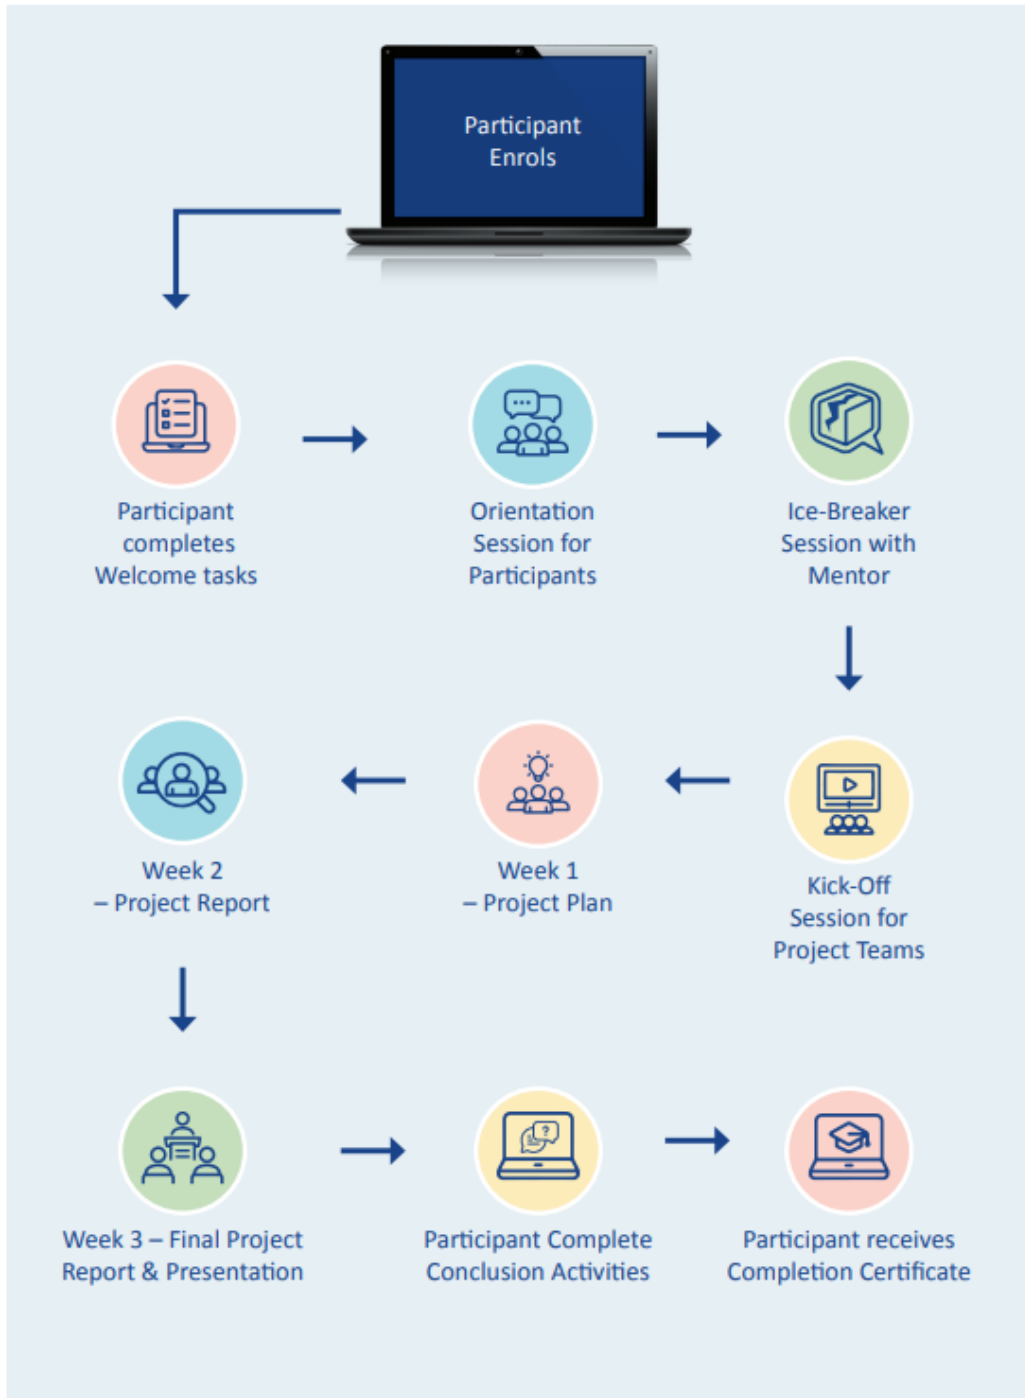 Participant
Enrols
Participant
completes
Welcome tasks
Orientation
Session for
Participants
Ice-Breaker
Session with
Mentor
Kick-Off
Session for
Project Teams
Week 1
– Project Plan
Week 2
– Project Report
Week 3 – Final Project
Report & Presentation
Participant Complete
Conclusion Activities
Participant receives
Completion Certificate